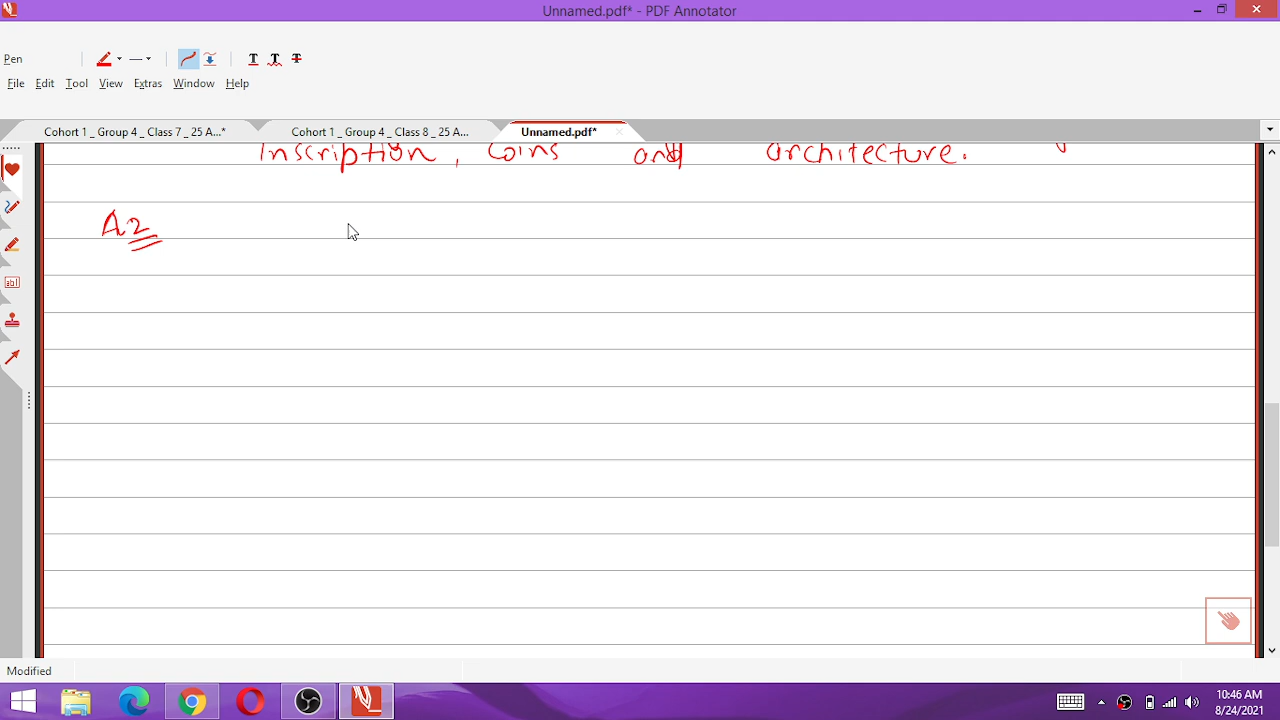 Unnamed.pdf* - PDF Annotator
Pen
T T T
File Edit Tool View Extras Window Help
Cohort 1 _ Group 4 _ Class 7 _ 25 A...* Cohort 1 _ Group 4 _ Class 8 _ 25 A... Unnamed.pdf*
Inscription, Coins and architecture.
A2
ab|
Modified
10:46 AM
8/24/2021